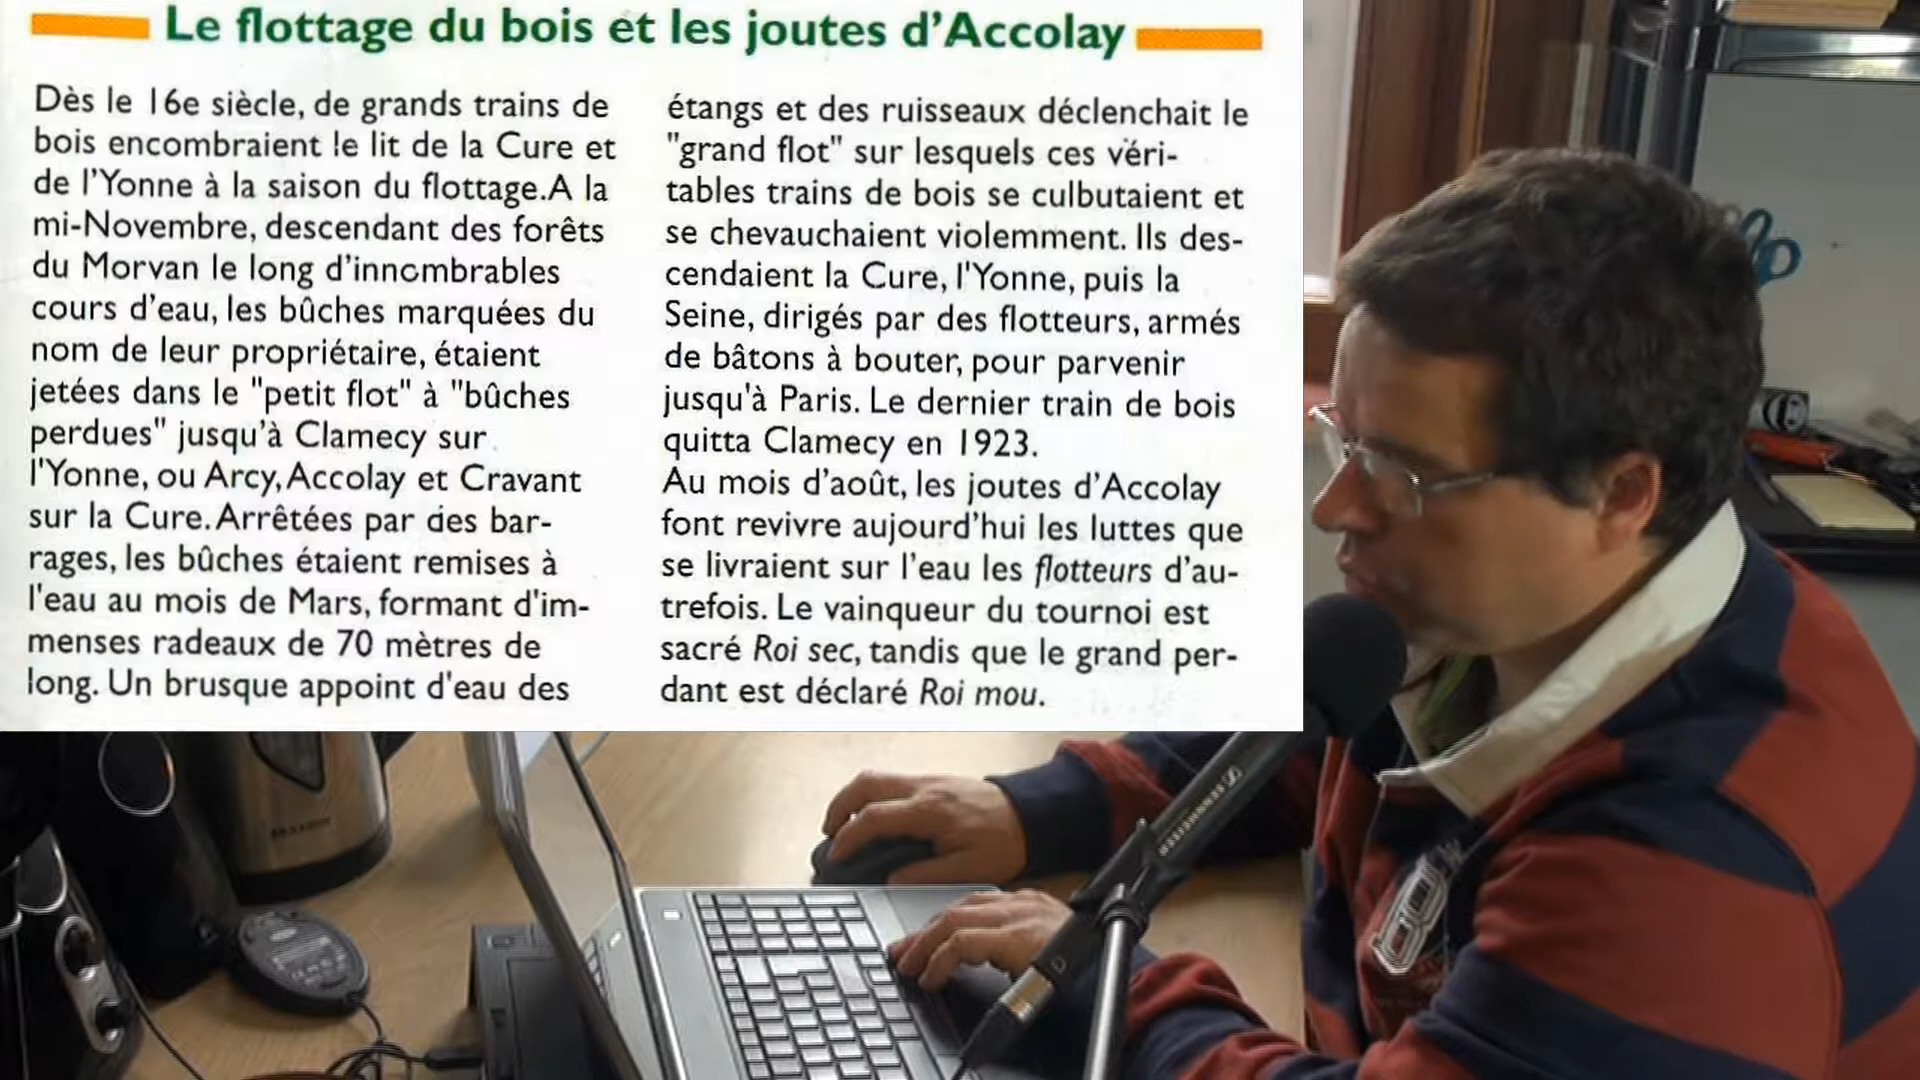 Le flottage du bois et les joutes d'Accolay
Dès le 16e siècle, de grands trains de
bois encombraient le lit de la Cure et
de l'Yonne à la saison du flottage.A la
mi-Novembre, descendant des forêts
du Morvan le long d'innombrables
cours d'eau, les bûches marquées du
nom de leur propriétaire, étaient
jetées dans le "petit flot" à "bûches
perdues" jusqu'à Clamecy sur
l'Yonne, ou Arcy, Accolay et Cravant
sur la Cure. Arrêtées par des bar-
rages, les bûches étaient remises à
l'eau au mois de Mars, formant d'im-
menses radeaux de 70 mètres de
long. Un brusque appoint d'eau des
étangs et des ruisseaux déclenchait le
"grand flot" sur lesquels ces véri-
tables trains de bois se culbutaient et
se chevauchaient violemment. Ils des-
cendaient la Cure, l'Yonne, puis la
Seine, dirigés par des flotteurs, armés
de bâtons à bouter, pour parvenir
jusqu'à Paris. Le dernier train de bois
quitta Clamecy en 1923.
Au mois d'août, les joutes d'Accolay
font revivre aujourd'hui les luttes que
se livraient sur l'eau les flotteurs d'au-
trefois. Le vainqueur du tournoi est
sacré Roi sec, tandis que le grand per-
dant est déclaré Roi mou.
SENNHEISER